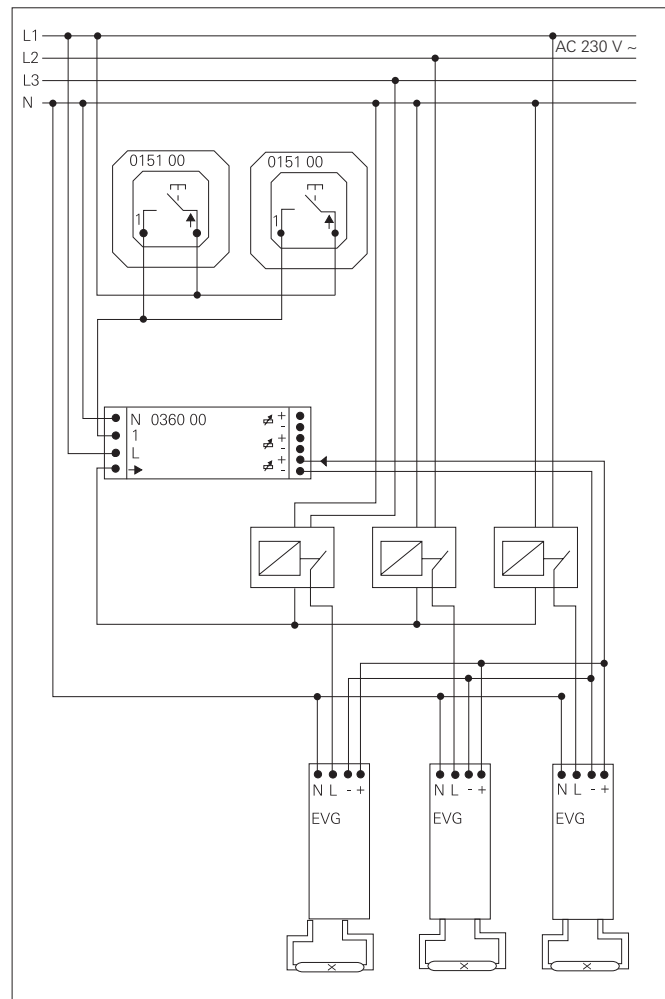 L1
AC 230 V ~
L2
L3
N
0151 00
0151 00
1
1
N 0360 00
1
L
+
-
+
-
+
-
N L - +
N L - +
N L - +
EVG
EVG
EVG